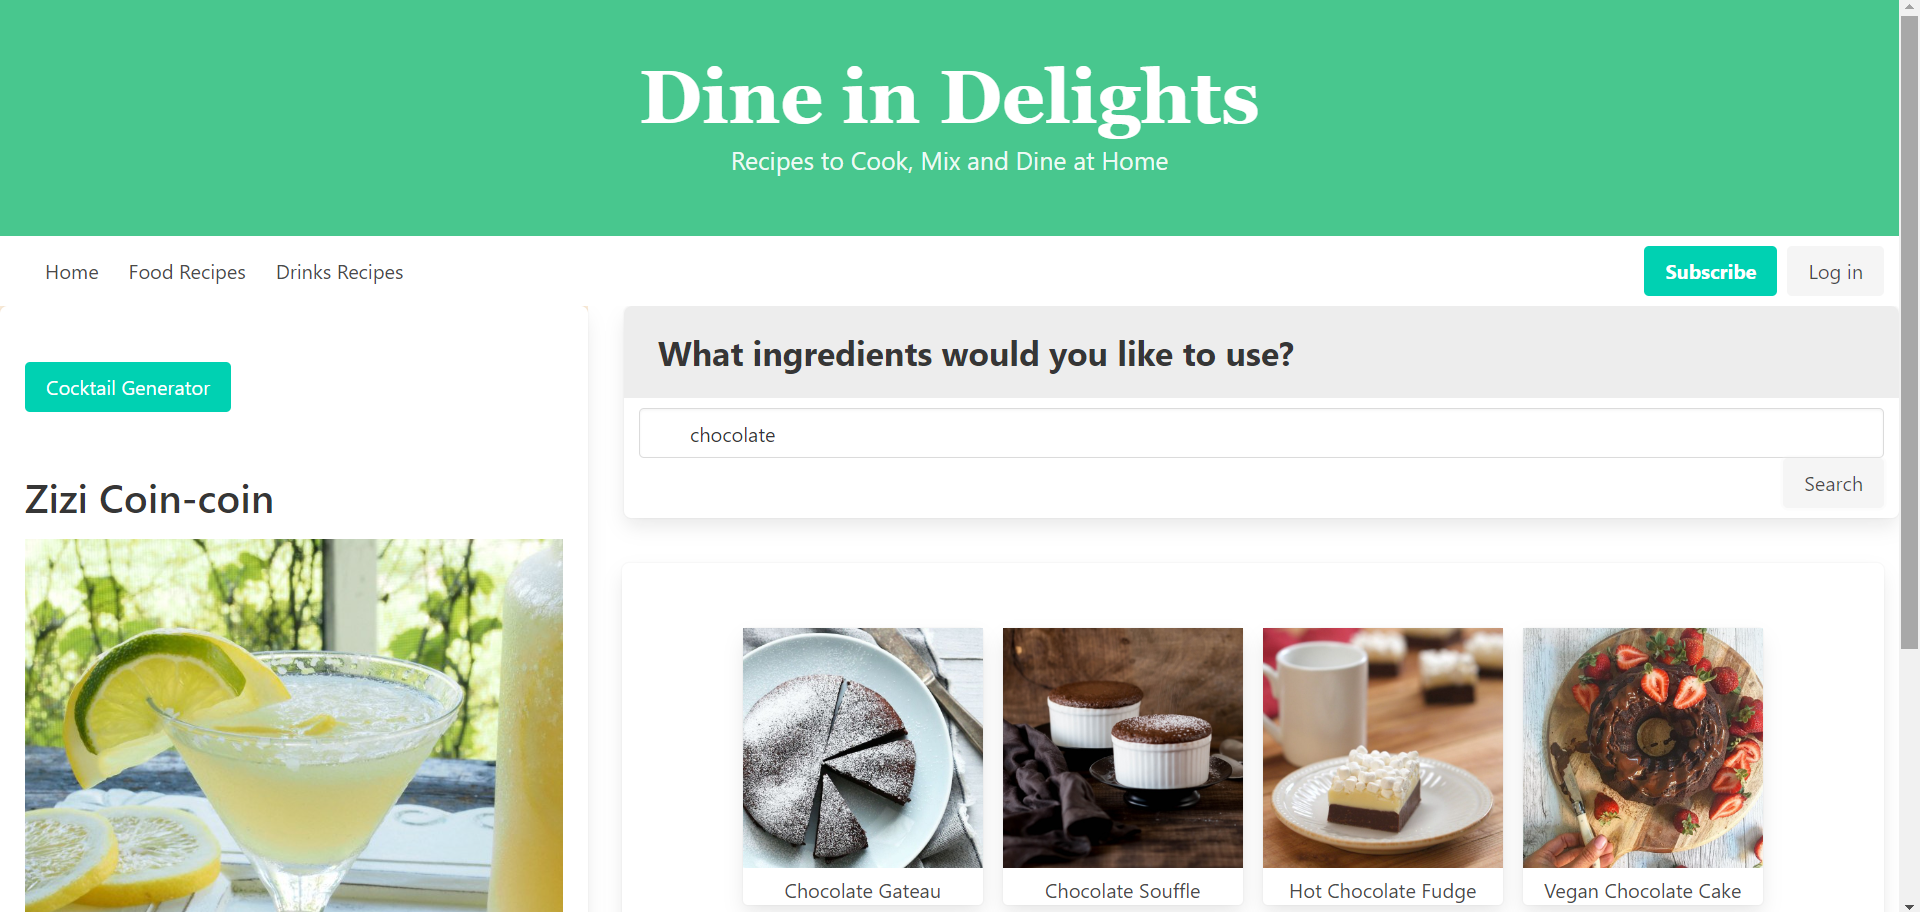 Dine in Delights
Recipes to Cook, Mix and Dine at Home
Home
Food Recipes
Drinks Recipes
Subscribe
Log in
Cocktail Generator
Zizi Coin-coin
What ingredients would you like to use?
chocolate
Search
Chocolate Gateau
Chocolate Souffle
Hot Chocolate Fudge
Vegan Chocolate Cake